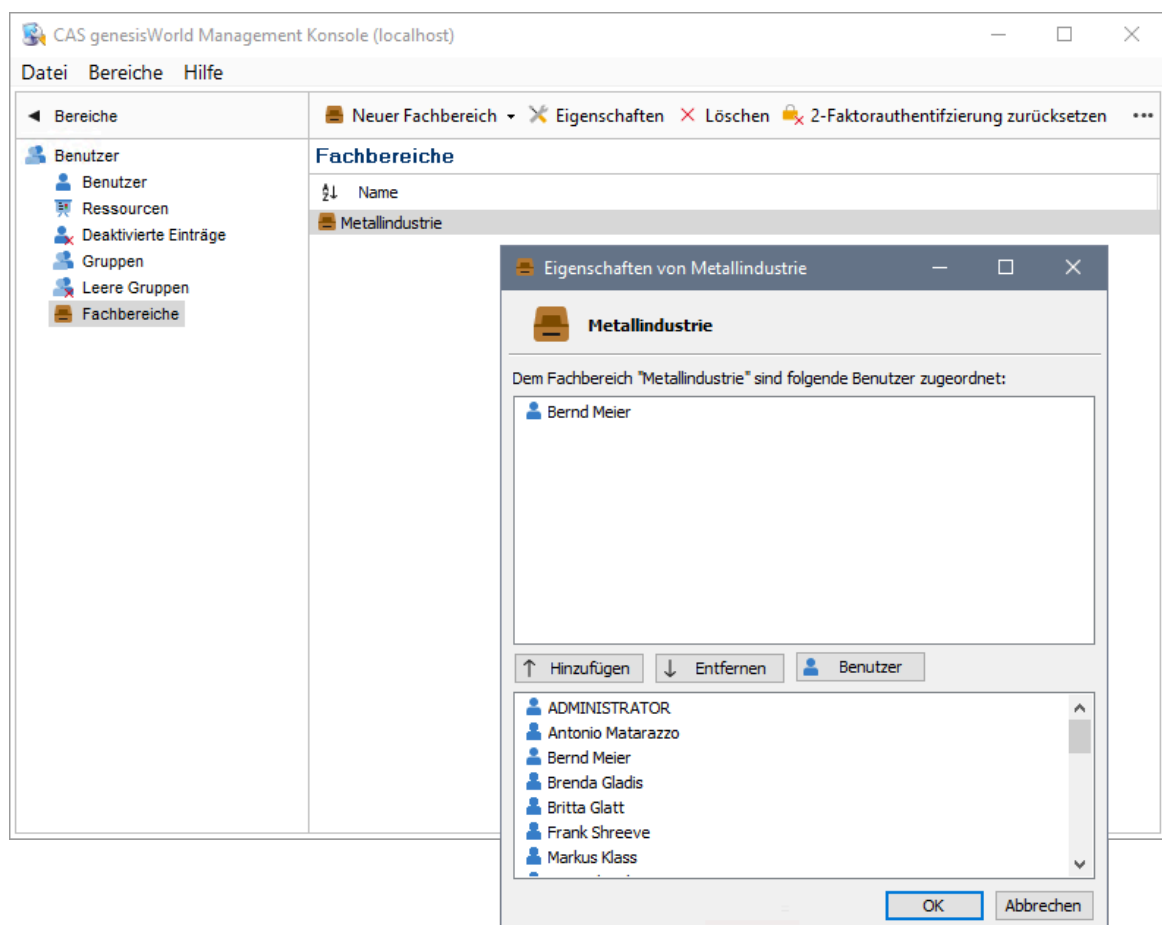 CAS genesisWorld Management Konsole (localhost)
Datei Bereiche Hilfe
Bereiche
Neuer Fachbereich Eigenschaften Löschen 2-Faktorauthentifzierung zurücksetzen
Benutzer
Benutzer
Ressourcen
Deaktivierte Einträge
Gruppen
Leere Gruppen
Fachbereiche
Fachbereiche
Name
Metallindustrie
Eigenschaften von Metallindustrie
Metallindustrie
Dem Fachbereich "Metallindustrie" sind folgende Benutzer zugeordnet:
Bernd Meier
Hinzufügen Entfernen Benutzer
ADMINISTRATOR
Antonio Matarazzo
Bernd Meier
Brenda Gladis
Britta Glatt
Frank Shreeve
Markus Klass
OK Abbrechen